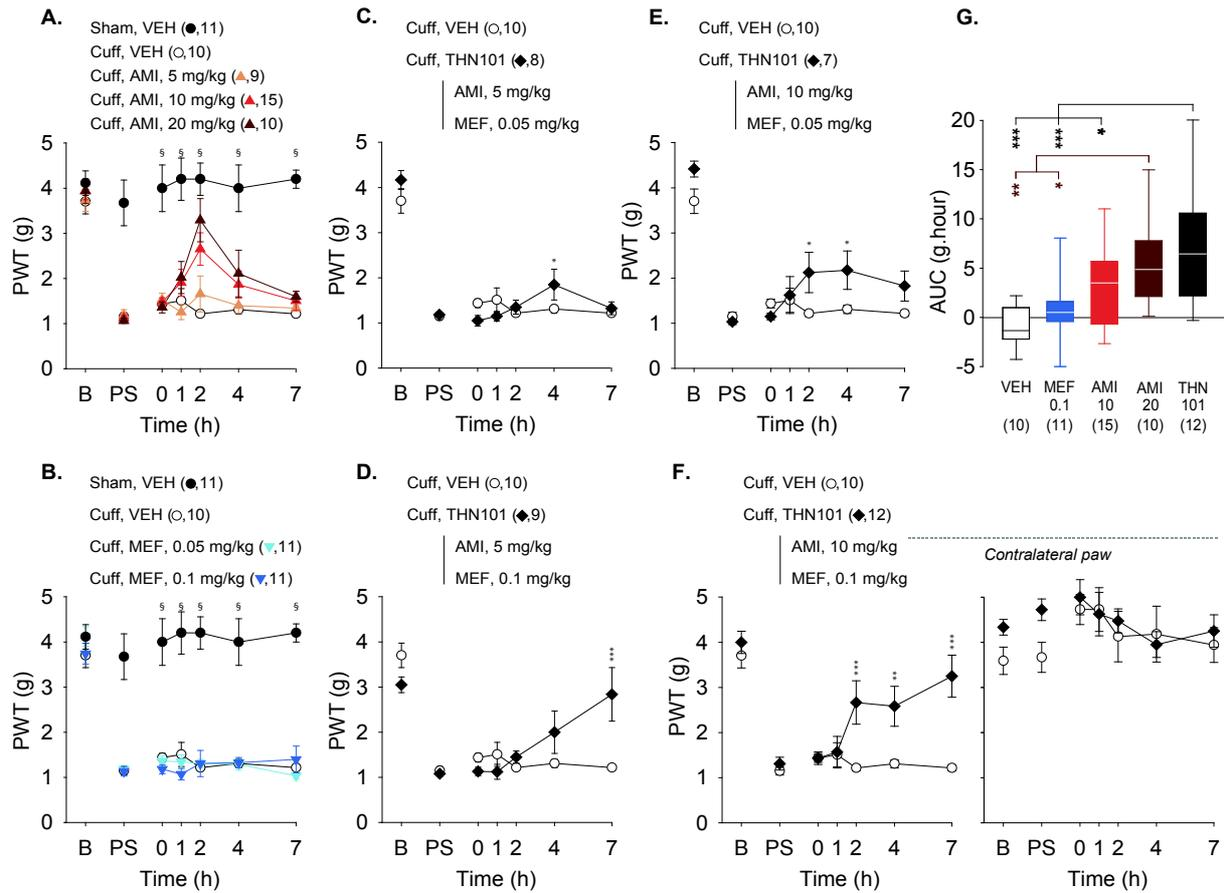 A.
Sham, VEH (●,11)
Cuff, VEH (○,10)
Cuff, AMI, 5 mg/kg (▲,9)
Cuff, AMI, 10 mg/kg (▲,15)
Cuff, AMI, 20 mg/kg (▲,10)
§ § § § §
PWT (g)
5
4
3
2
1
0
B PS 0 1 2 4 7
Time (h)
C.
Cuff, VEH (○,10)
Cuff, THN101 (◆,8)
AMI, 5 mg/kg
MEF, 0.05 mg/kg
*
PWT (g)
5
4
3
2
1
0
B PS 0 1 2 4 7
Time (h)
E.
Cuff, VEH (○,10)
Cuff, THN101 (◆,7)
AMI, 10 mg/kg
MEF, 0.05 mg/kg
* *
PWT (g)
5
4
3
2
1
0
B PS 0 1 2 4 7
Time (h)
G.
*** *** *
** *
AUC (g.hour)
20
15
10
5
0
-5
VEH MEF AMI AMI THN
0.1 10 20 101
(10) (11) (15) (10) (12)
B.
Sham, VEH (●,11)
Cuff, VEH (○,10)
Cuff, MEF, 0.05 mg/kg (▼,11)
Cuff, MEF, 0.1 mg/kg (▼,11)
§ § § § §
PWT (g)
5
4
3
2
1
0
B PS 0 1 2 4 7
Time (h)
D.
Cuff, VEH (○,10)
Cuff, THN101 (◆,9)
AMI, 5 mg/kg
MEF, 0.1 mg/kg
***
PWT (g)
5
4
3
2
1
0
B PS 0 1 2 4 7
Time (h)
F.
Cuff, VEH (○,10)
Cuff, THN101 (◆,12)
AMI, 10 mg/kg
MEF, 0.1 mg/kg
*** ** ***
PWT (g)
5
4
3
2
1
0
B PS 0 1 2 4 7
Time (h)
Contralateral paw
B PS 0 1 2 4 7
Time (h)